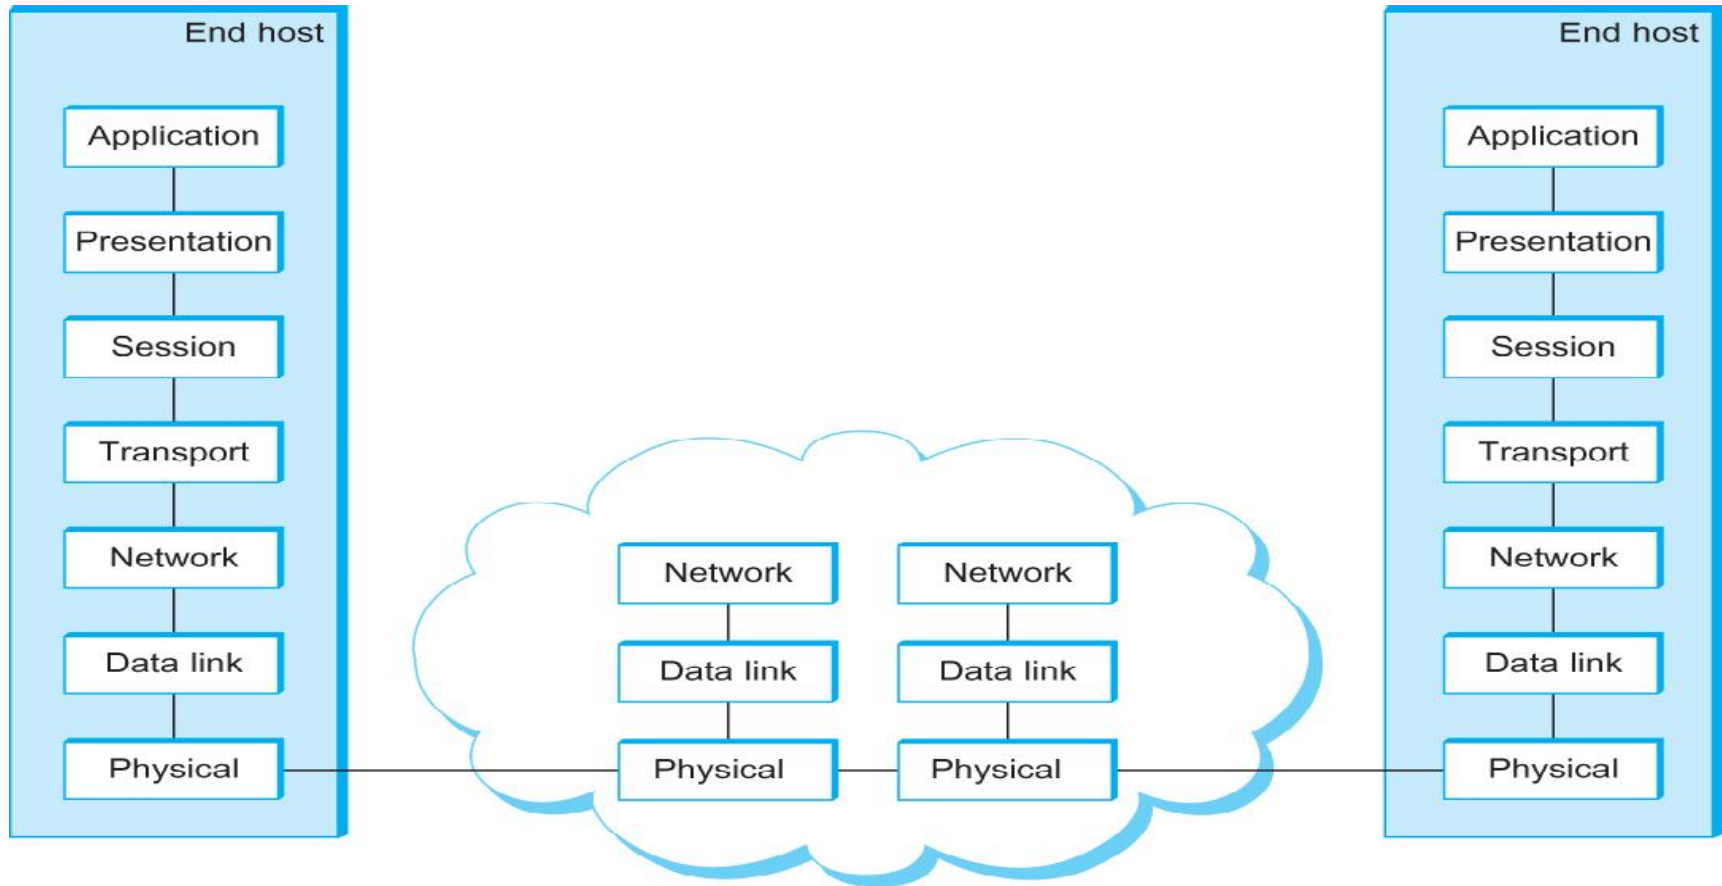 End host
Application
Presentation
Session
Transport
Network
Data link
Physical
Network
Data link
Physical
Network
Data link
Physical
End host
Application
Presentation
Session
Transport
Network
Data link
Physical